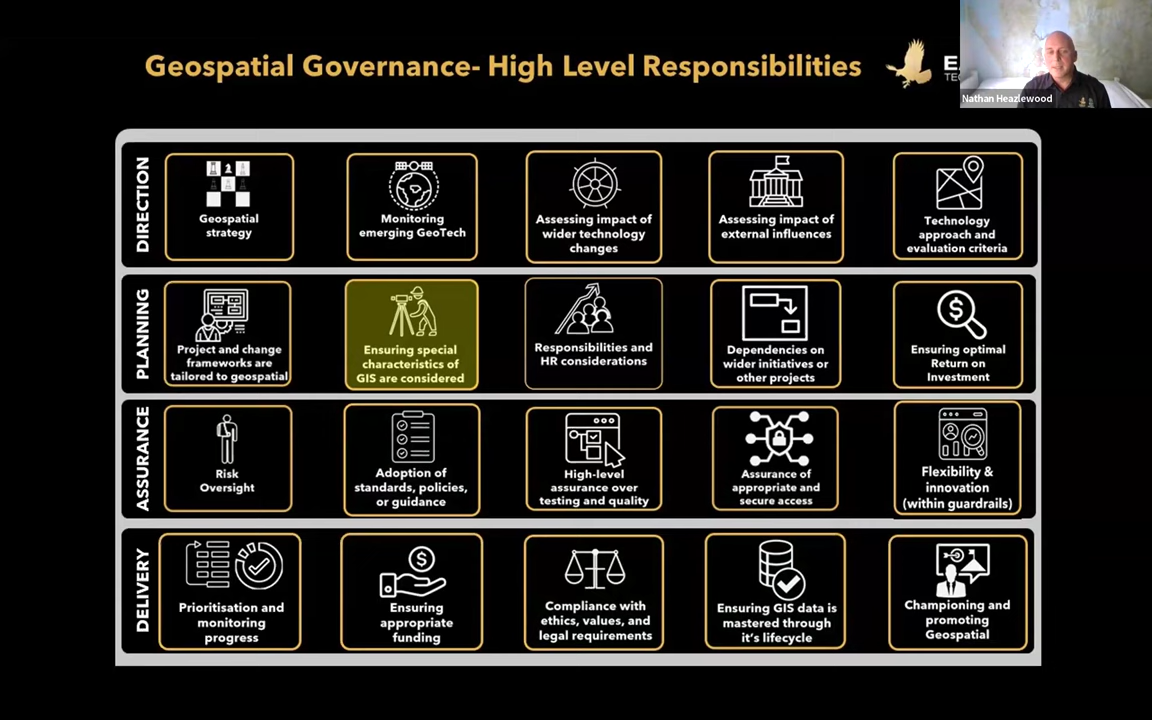 Geospatial Governance- High Level Responsibilities
Nathan Heazlewood
DIRECTION
Geospatial
strategy
Monitoring
emerging GeoTech
Assessing impact of
wider technology
changes
Assessing impact of
external influences
Technology
approach and
evaluation criteria
PLANNING
Project and change
frameworks are
tailored to geospatial
Ensuring special
characteristics of
GIS are considered
Responsibilities and
HR considerations
Dependencies on
wider initiatives or
other projects
Ensuring optimal
Return on
Investment
ASSURANCE
Risk
Oversight
Adoption of
standards, policies,
or guidance
High-level
assurance over
testing and quality
Assurance of
appropriate and
secure access
Flexibility &
innovation
(within guardrails)
DELIVERY
Prioritisation and
monitoring
progress
Ensuring
appropriate
funding
Compliance with
ethics, values, and
legal requirements
Ensuring GIS data is
mastered through
it's lifecycle
Championing and
promoting
Geospatial